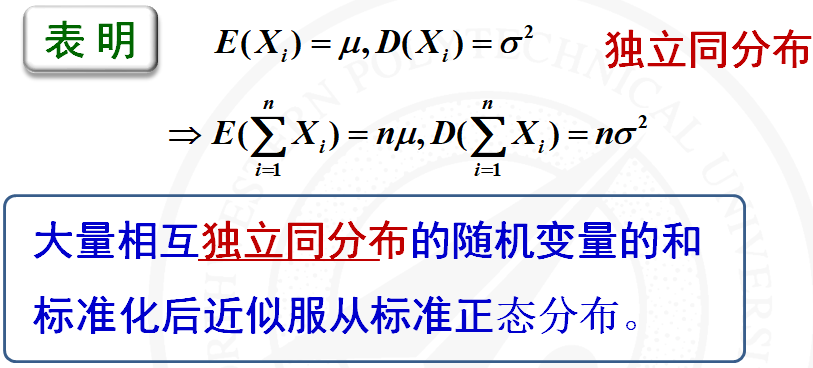 表明
E(X_i) = μ, D(X_i) = σ² 独立同分布
⇒ E(∑_{i=1}^{n} X_i) = nμ, D(∑_{i=1}^{n} X_i) = nσ²
大量相互独立同分布的随机变量的和
标准化后近似服从标准正态分布。